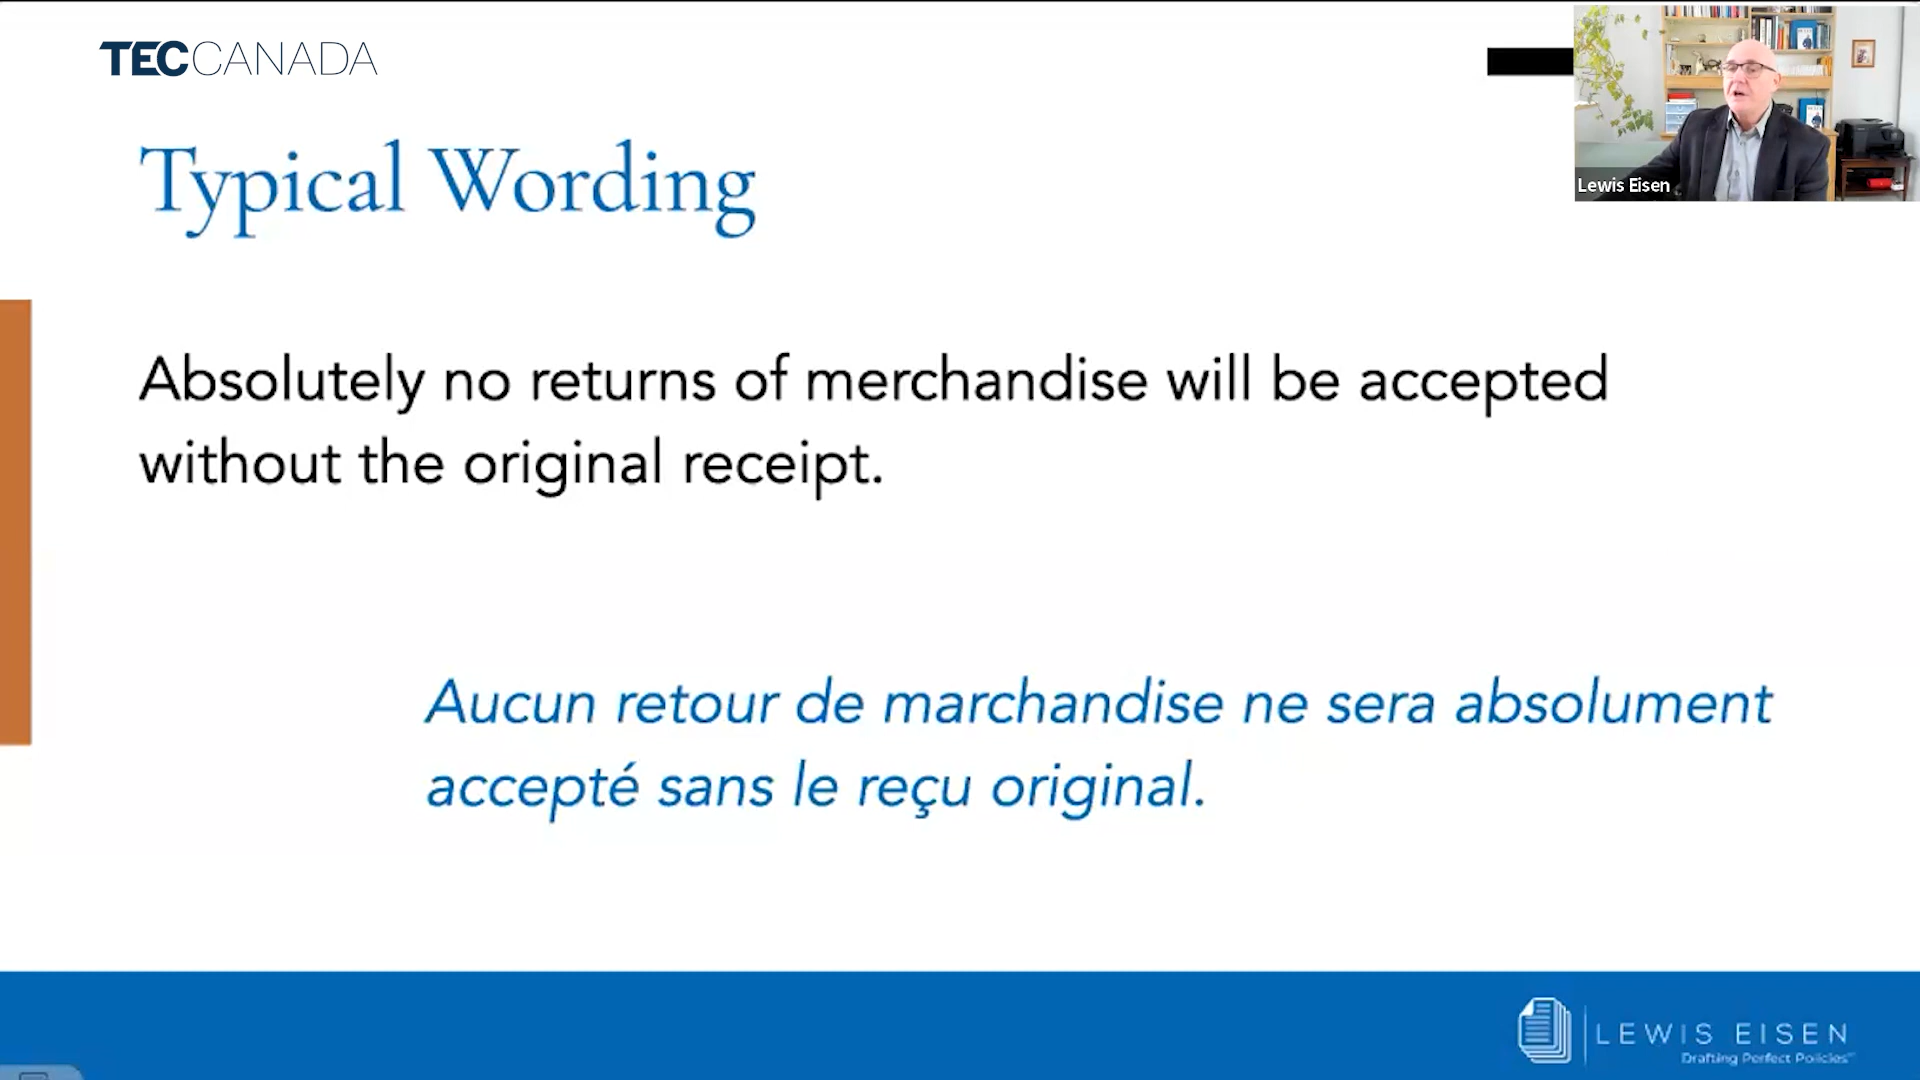 TECCANADA
Lewis Eisen
Typical Wording
Absolutely no returns of merchandise will be accepted
without the original receipt.
Aucun retour de marchandise ne sera absolument
accepté sans le reçu original.
LEWIS EISEN
Drafting Perfect Policies™